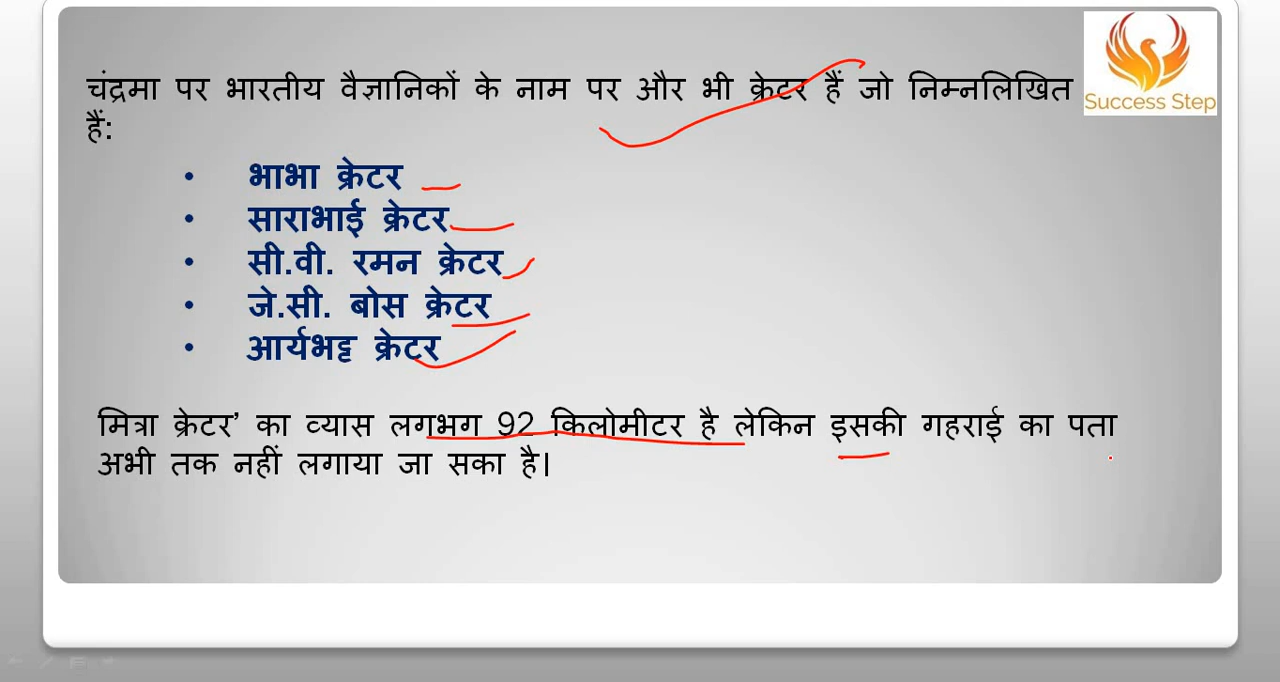 चंद्रमा पर भारतीय वैज्ञानिकों के नाम पर और भी क्रेटर हैं जो निम्नलिखित
हैं:
Success Step
• भाभा क्रेटर
• साराभाई क्रेटर
• सी.वी. रमन क्रेटर
• जे.सी. बोस क्रेटर
• आर्यभट्ट क्रेटर
मित्रा क्रेटर’ का व्यास लगभग 92 किलोमीटर है लेकिन इसकी गहराई का पता
अभी तक नहीं लगाया जा सका है।